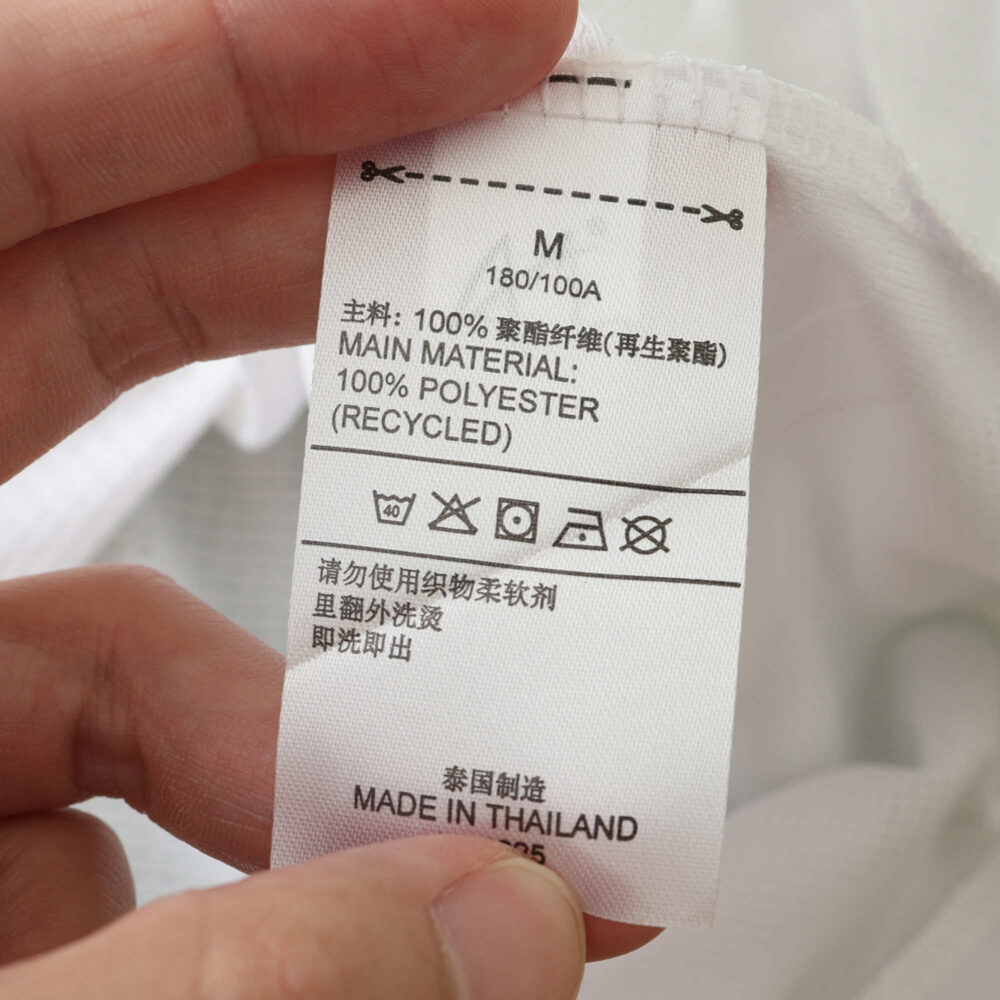 M
180/100A
主料: 100% 聚酯纤维(再生聚酯)
MAIN MATERIAL:
100% POLYESTER
(RECYCLED)
40
请勿使用织物柔软剂
里翻外洗烫
即洗即出
泰国制造
MADE IN THAILAND